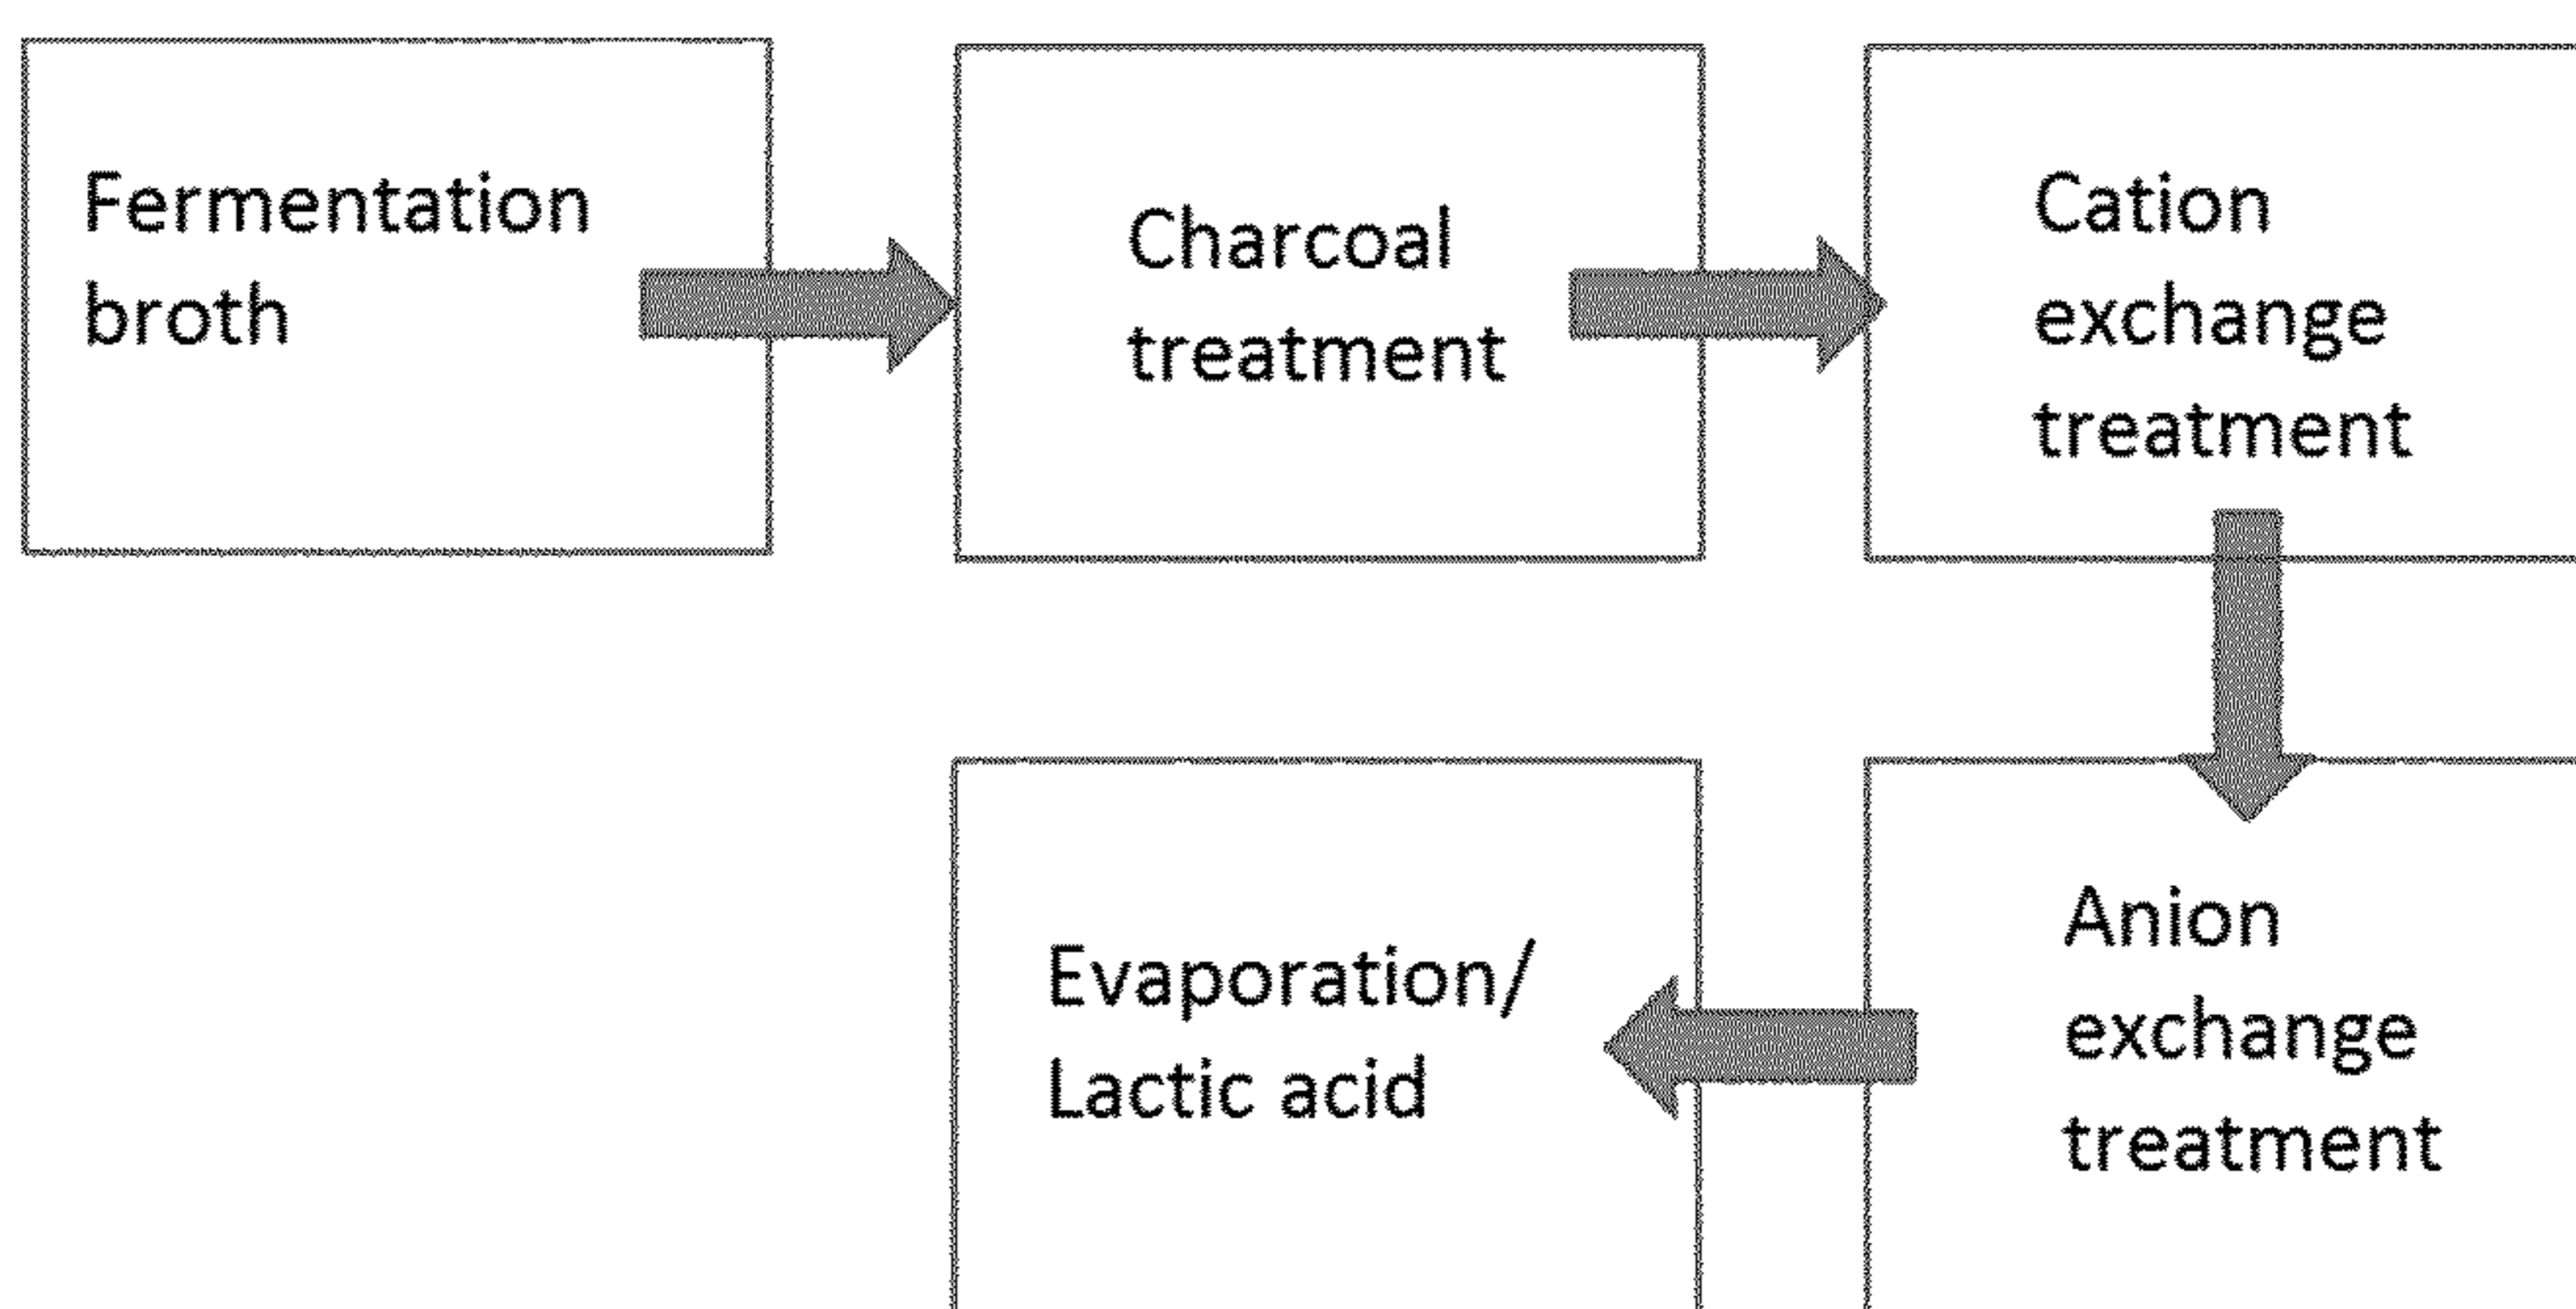 Fermentation
broth
Charcoal
treatment
Cation
exchange
treatment
Anion
exchange
treatment
Evaporation/
Lactic acid